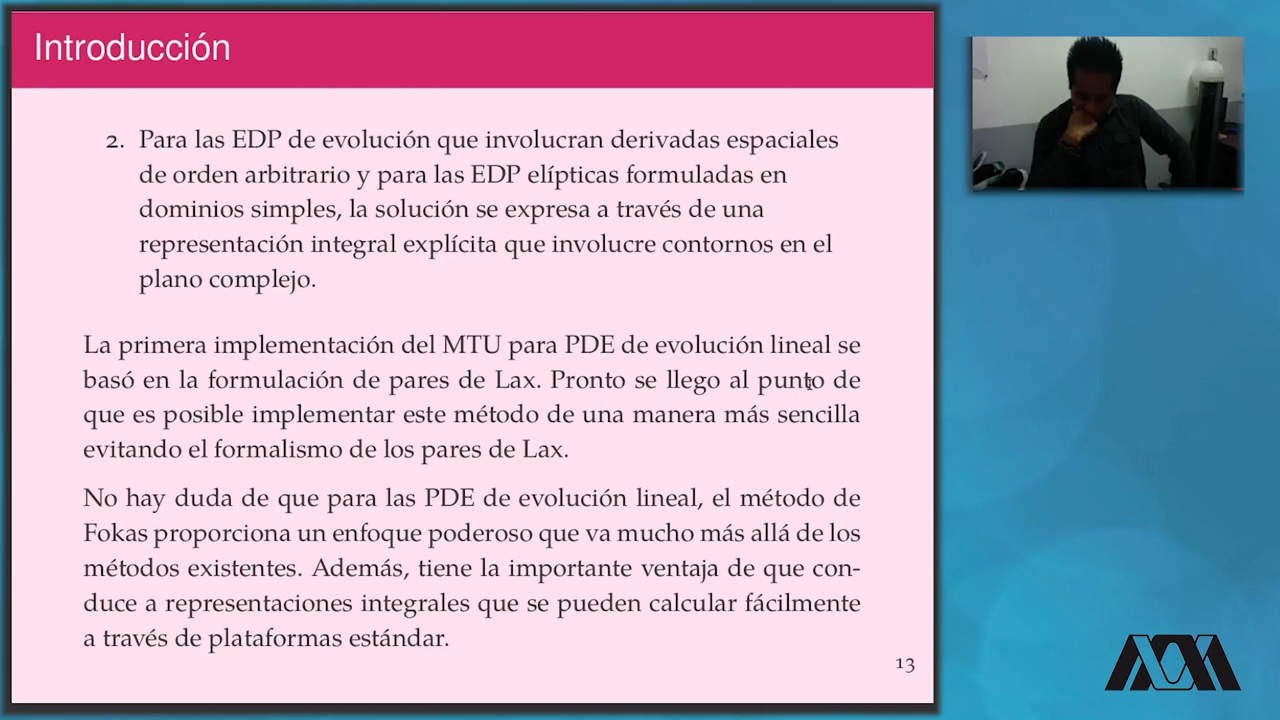 Introducción
2. Para las EDP de evolución que involucran derivadas espaciales
de orden arbitrario y para las EDP elípticas formuladas en
dominios simples, la solución se expresa a través de una
representación integral explícita que involucre contornos en el
plano complejo.
La primera implementación del MTU para PDE de evolución lineal se
basó en la formulación de pares de Lax. Pronto se llego al punto de
que es posible implementar este método de una manera más sencilla
evitando el formalismo de los pares de Lax.
No hay duda de que para las PDE de evolución lineal, el método de
Fokas proporciona un enfoque poderoso que va mucho más allá de los
métodos existentes. Además, tiene la importante ventaja de que con-
duce a representaciones integrales que se pueden calcular fácilmente
a través de plataformas estándar.
13